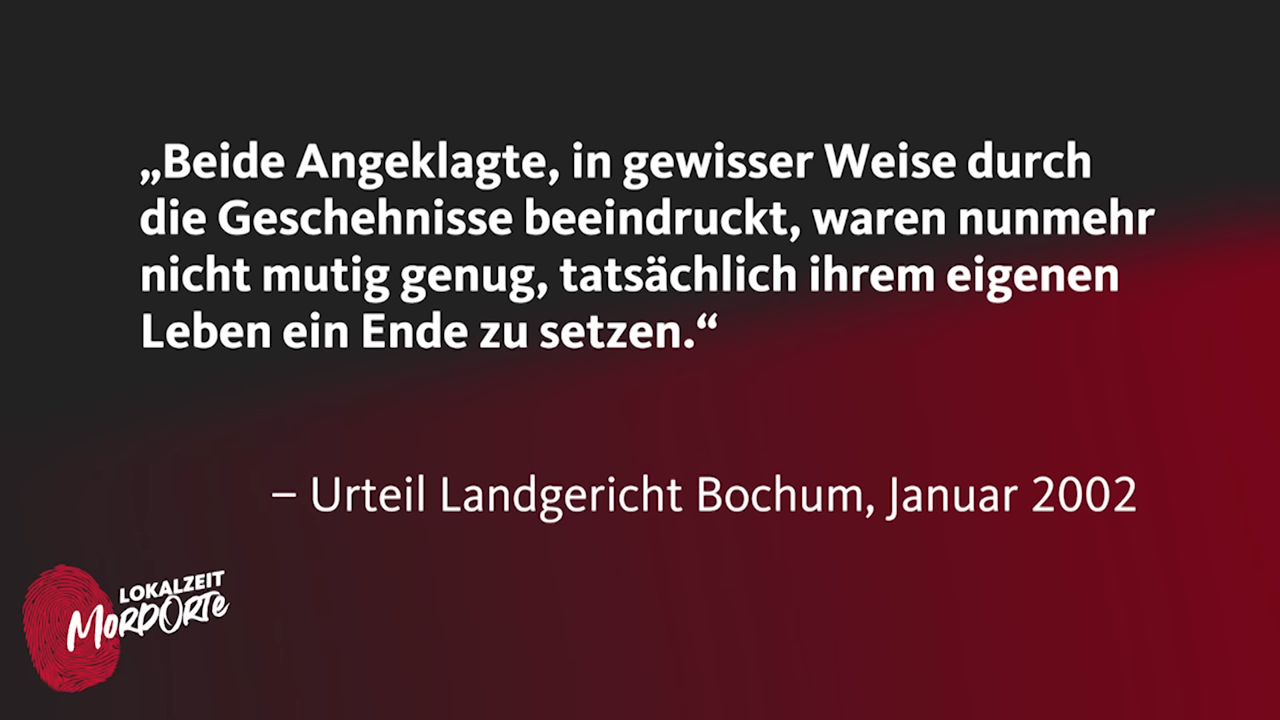 „Beide Angeklagte, in gewisser Weise durch
die Geschehnisse beeindruckt, waren nunmehr
nicht mutig genug, tatsächlich ihrem eigenen
Leben ein Ende zu setzen.“
– Urteil Landgericht Bochum, Januar 2002
LOKALZEIT
MORDORTe